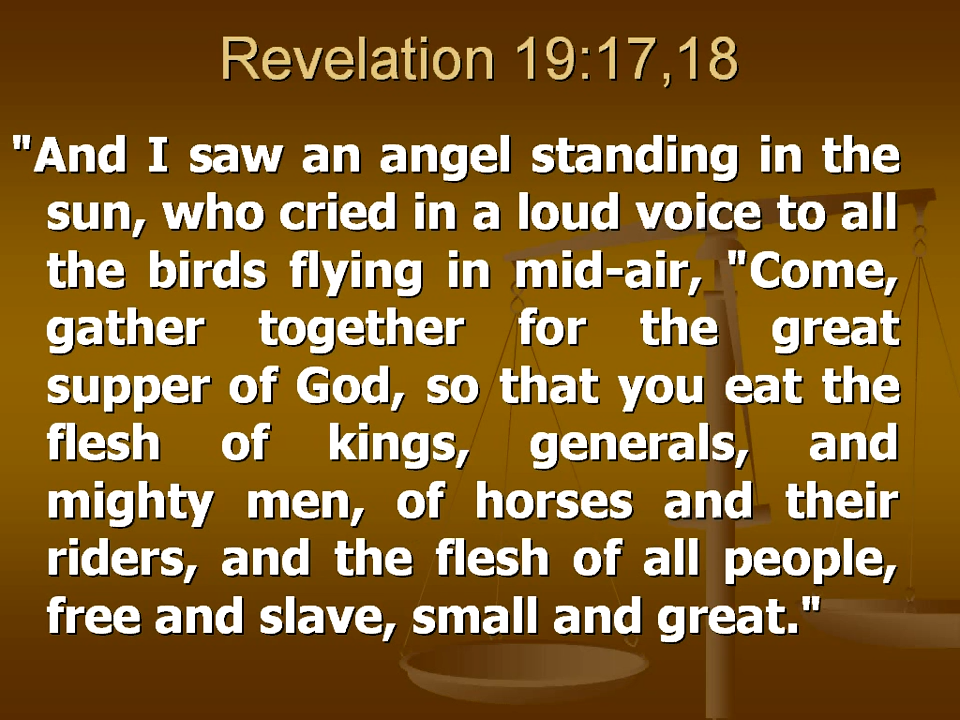 Revelation 19:17,18
"And I saw an angel standing in the
sun, who cried in a loud voice to all
the birds flying in mid-air, "Come,
gather together for the great
supper of God, so that you eat the
flesh of kings, generals, and
mighty men, of horses and their
riders, and the flesh of all people,
free and slave, small and great."